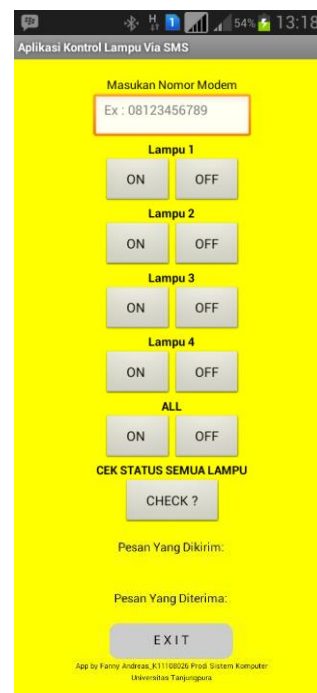 54% 13:18
Aplikasi Kontrol Lampu Via SMS
Masukan Nomor Modem
Ex : 08123456789
Lampu 1
ON OFF
Lampu 2
ON OFF
Lampu 3
ON OFF
Lampu 4
ON OFF
ALL
ON OFF
CEK STATUS SEMUA LAMPU
CHECK ?
Pesan Yang Dikirim:
Pesan Yang Diterima:
EXIT
App by Fanny Andreas_K11108026 Prodi Sistem Komputer
Universitas Tanjungpura